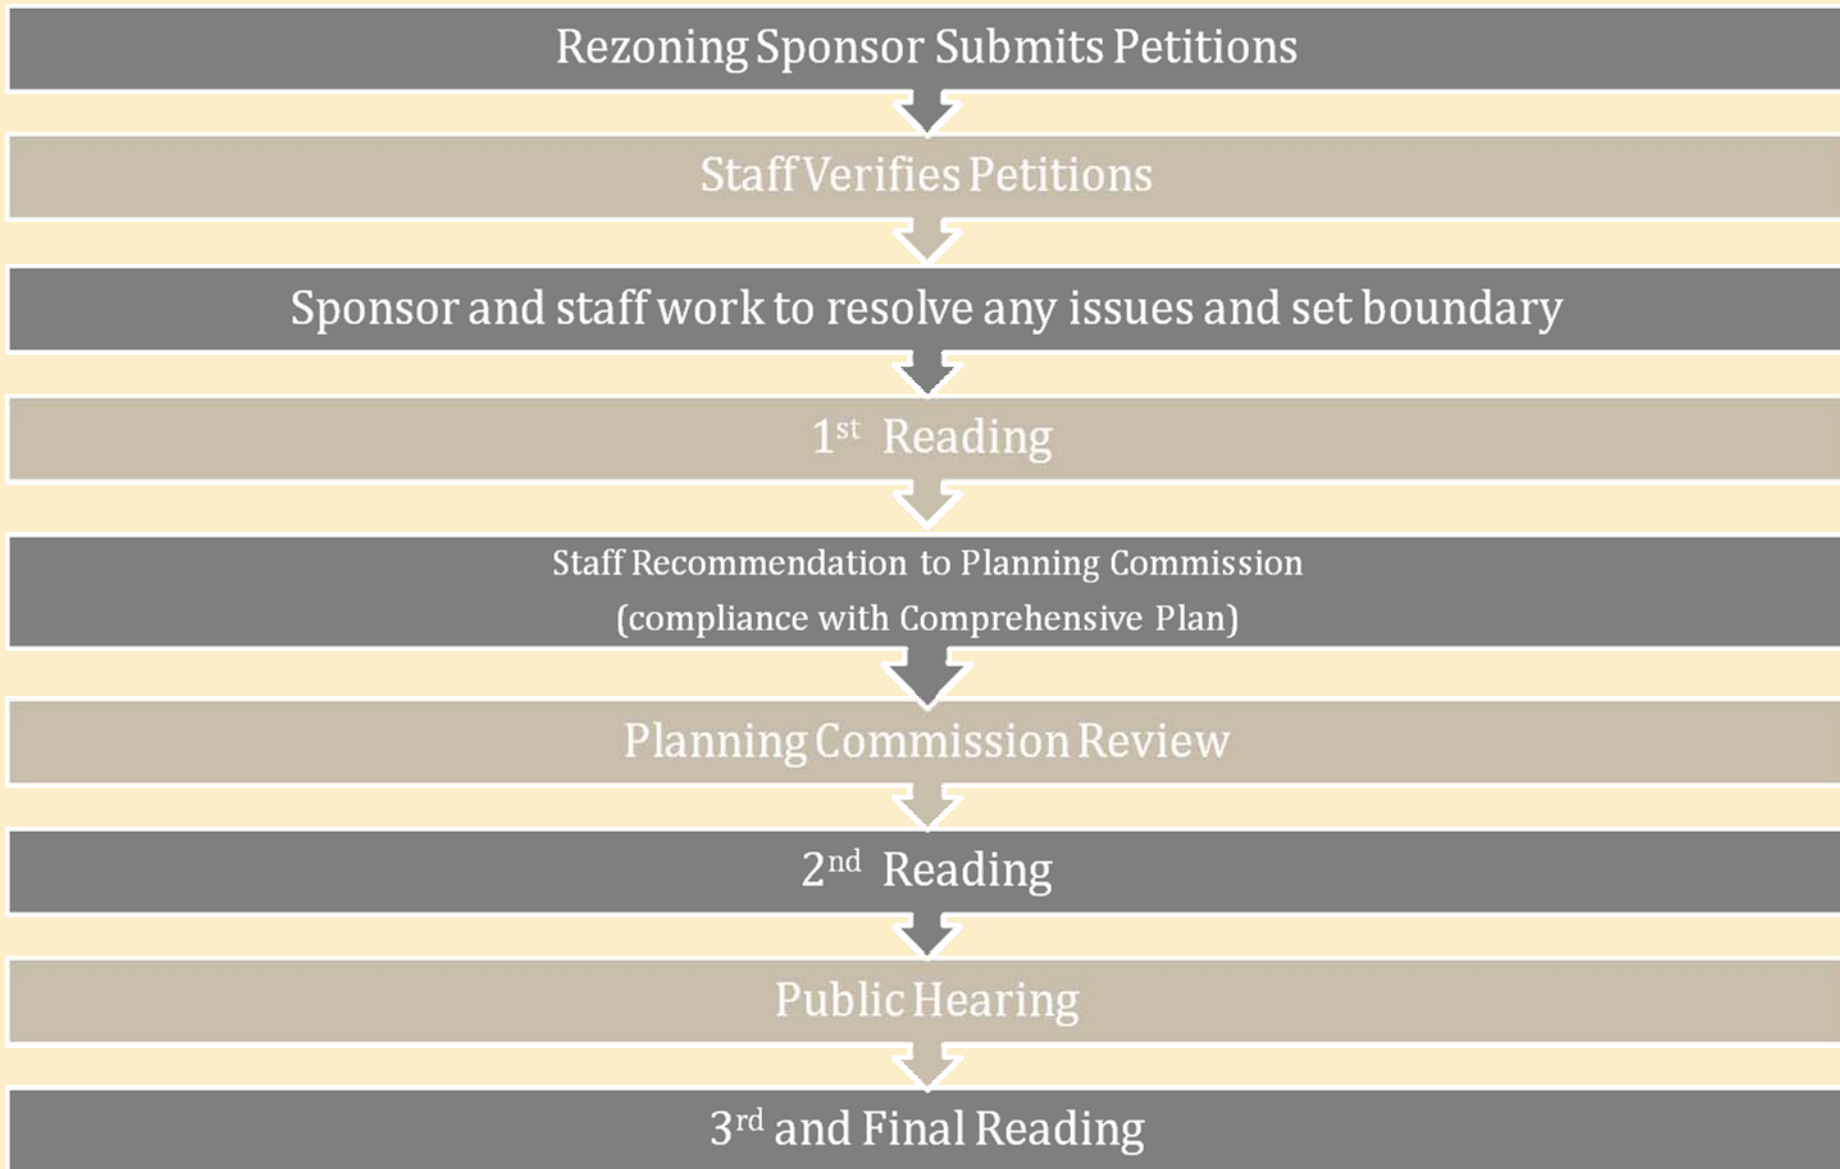 Rezoning Sponsor Submits Petitions
Staff Verifies Petitions
Sponsor and staff work to resolve any issues and set boundary
1st Reading
Staff Recommendation to Planning Commission
(compliance with Comprehensive Plan)
Planning Commission Review
2nd Reading
Public Hearing
3rd and Final Reading